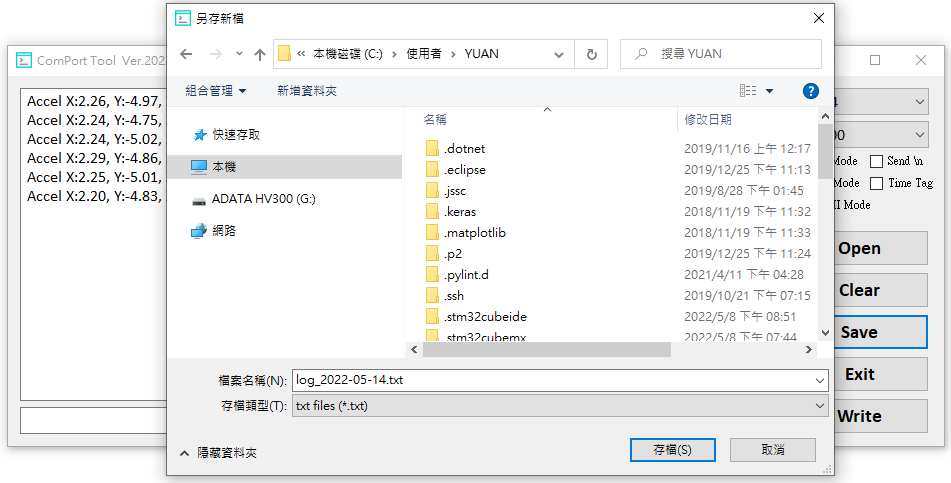 另存新檔
« 本機磁碟 (C:) › 使用者 › YUAN
搜尋 YUAN
組合管理
新增資料夾
快速存取
本機
ADATA HV300 (G:)
網路
名稱 修改日期
.dotnet 2019/11/16 上午 12:17
.eclipse 2019/12/25 下午 11:13
.jssc 2019/8/28 下午 01:45
.keras 2018/11/19 下午 11:32
.matplotlib 2018/11/19 下午 11:33
.p2 2019/12/25 下午 11:24
.pylint.d 2021/4/11 下午 04:28
.ssh 2019/10/21 下午 07:15
.stm32cubeide 2022/5/8 下午 08:51
.stm32cubemx 2022/5/8 下午 07:44
檔案名稱(N): log_2022-05-14.txt
存檔類型(T): txt files (*.txt)
隱藏資料夾
存檔(S)
取消
ComPort Tool Ver.202
Accel X:2.26, Y:-4.97,
Accel X:2.24, Y:-4.75,
Accel X:2.24, Y:-5.02,
Accel X:2.29, Y:-4.86,
Accel X:2.25, Y:-5.01,
Accel X:2.20, Y:-4.83,
4
00
Mode Send \n
Mode Time Tag
II Mode
Open
Clear
Save
Exit
Write